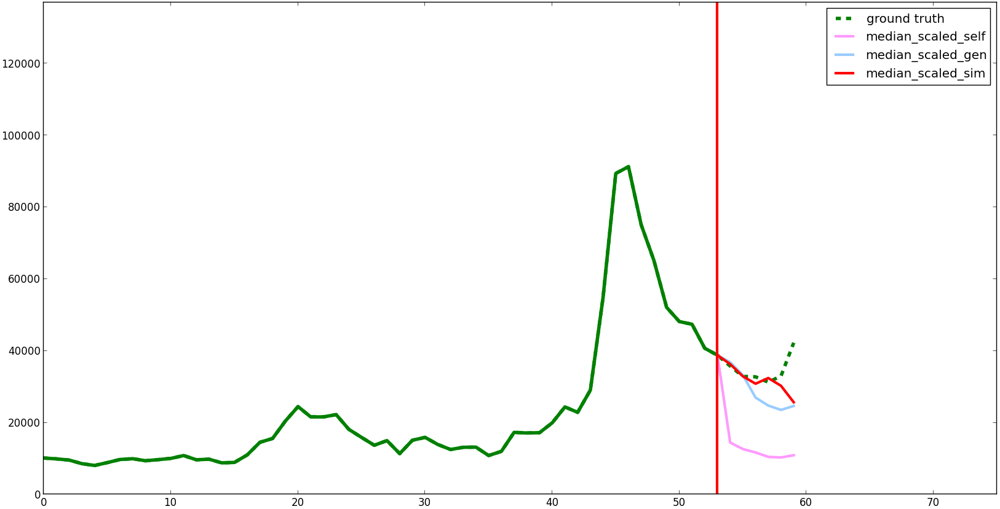 ground truth
median_scaled_self
median_scaled_gen
median_scaled_sim
120000
100000
80000
60000
40000
20000
0
0 10 20 30 40 50 60 70